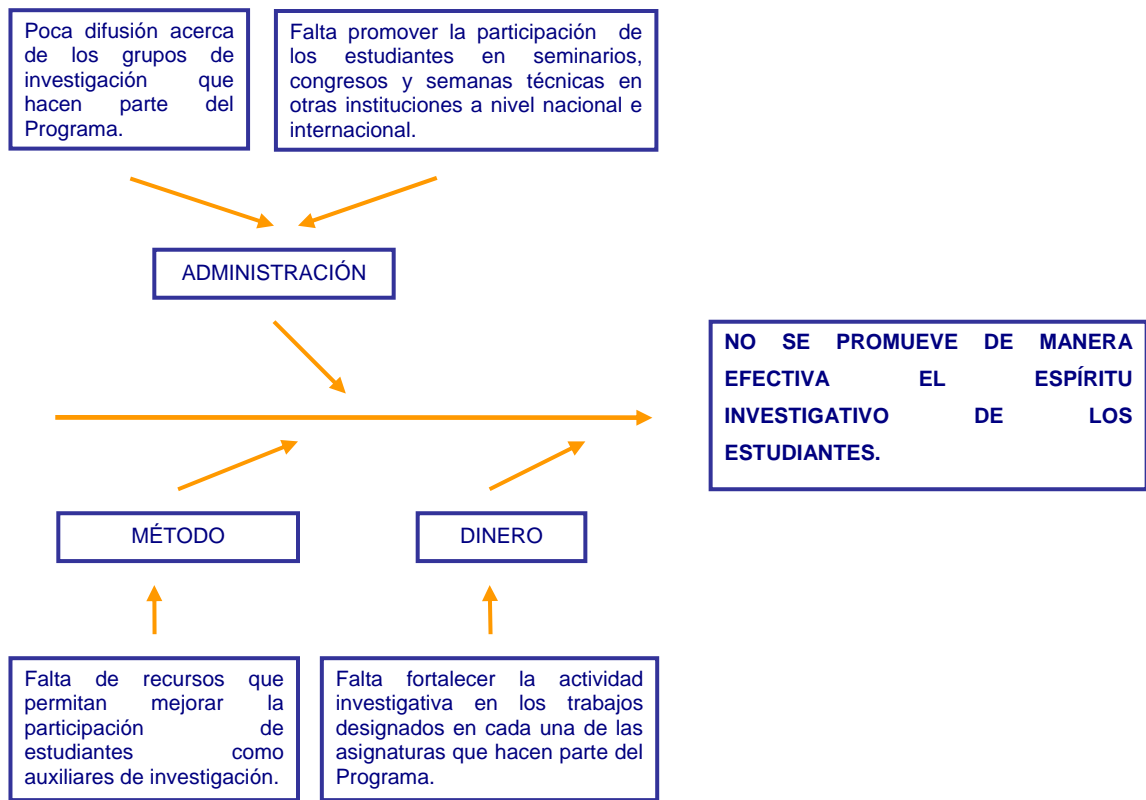 Poca difusión acerca
de los grupos de
investigación que
hacen parte del
Programa.
Falta promover la participación de
los estudiantes en seminarios,
congresos y semanas técnicas en
otras instituciones a nivel nacional e
internacional.
ADMINISTRACIÓN
NO SE PROMUEVE DE MANERA
EFECTIVA EL ESPÍRITU
INVESTIGATIVO DE LOS
ESTUDIANTES.
MÉTODO
DINERO
Falta de recursos que
permitan mejorar la
participación de
estudiantes como
auxiliares de investigación.
Falta fortalecer la actividad
investigativa en los trabajos
designados en cada una de las
asignaturas que hacen parte del
Programa.